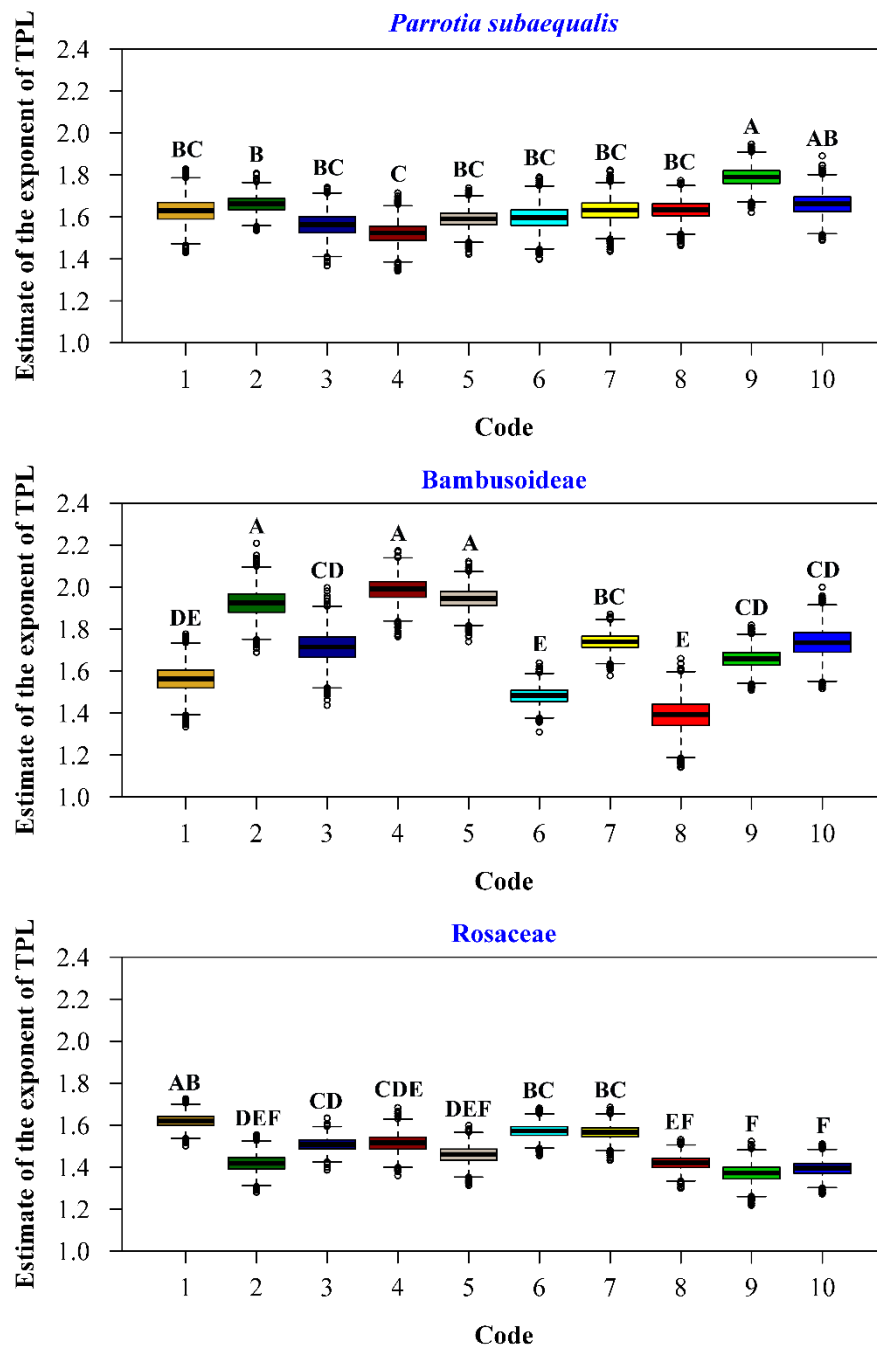 Parrotia subaequalis
Estimate of the exponent of TPL
2.4
2.2
2.0
1.8
1.6
1.4
1.2
1.0
BC B BC C BC BC BC BC A AB
1 2 3 4 5 6 7 8 9 10
Code
Bambusoideae
Estimate of the exponent of TPL
2.4
2.2
2.0
1.8
1.6
1.4
1.2
1.0
DE A CD A A E BC E CD CD
1 2 3 4 5 6 7 8 9 10
Code
Rosaceae
Estimate of the exponent of TPL
2.4
2.2
2.0
1.8
1.6
1.4
1.2
1.0
AB DEF CD CDE DEF BC BC EF F F
1 2 3 4 5 6 7 8 9 10
Code